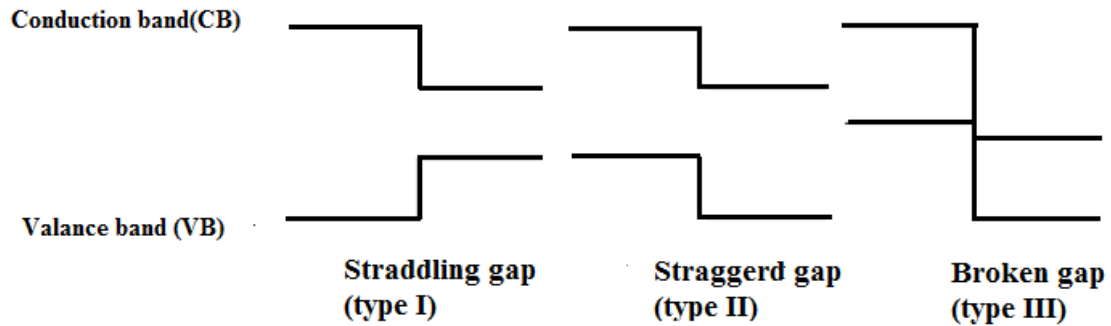 Conduction band(CB)
Valance band (VB)
Straddling gap
(type I)
Straggerd gap
(type II)
Broken gap
(type III)